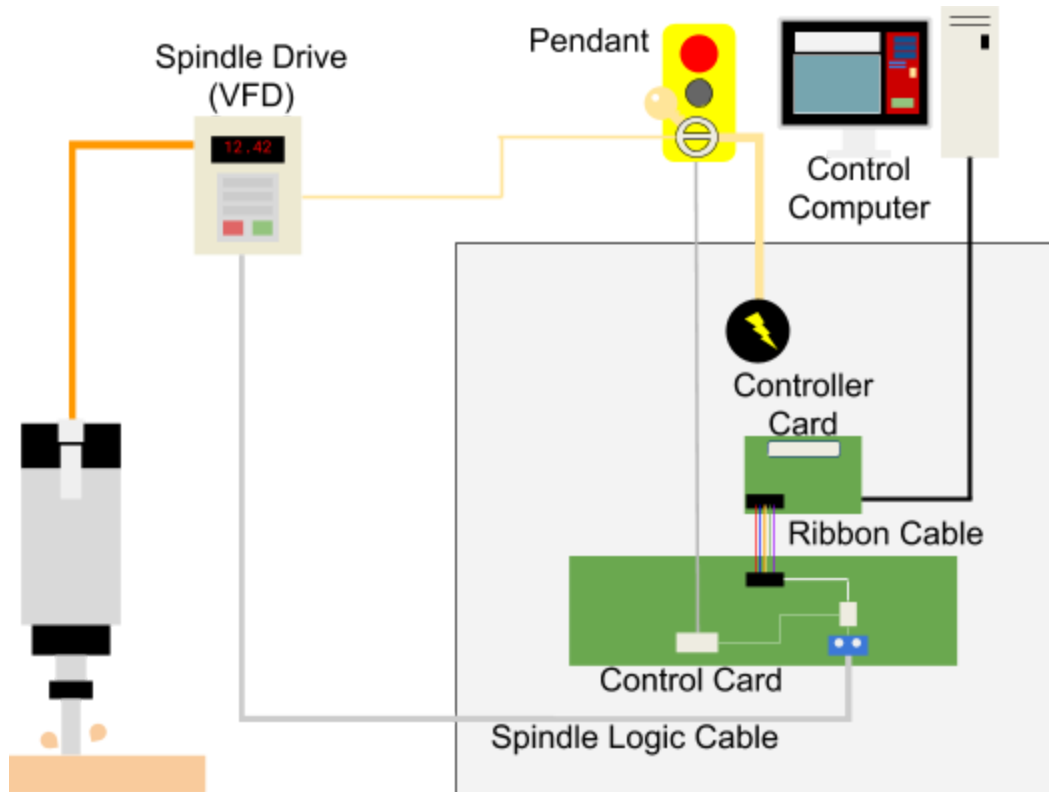 Pendant
Spindle Drive
(VFD)
12.42
Control
Computer
Controller
Card
Ribbon Cable
Control Card
Spindle Logic Cable